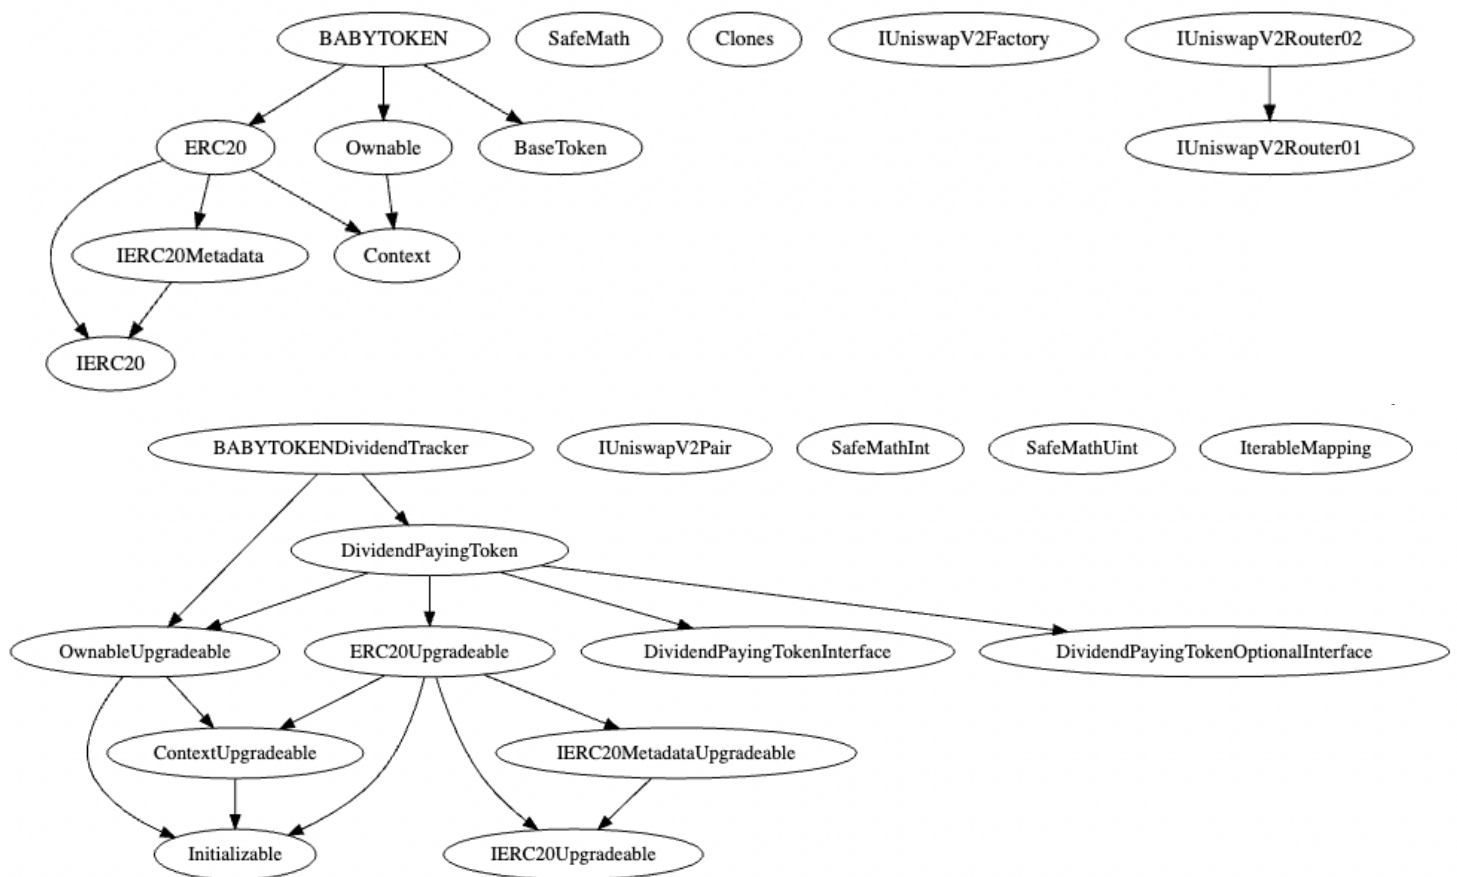 BABYTOKEN
SafeMath
Clones
IUniswapV2Factory
IUniswapV2Router02
ERC20
Ownable
BaseToken
IUniswapV2Router01
IERC20Metadata
Context
IERC20
BABYTOKENDividendTracker
IUniswapV2Pair
SafeMathInt
SafeMathUint
IterableMapping
DividendPayingToken
OwnableUpgradeable
ERC20Upgradeable
DividendPayingTokenInterface
DividendPayingTokenOptionalInterface
ContextUpgradeable
IERC20MetadataUpgradeable
Initializable
IERC20Upgradeable